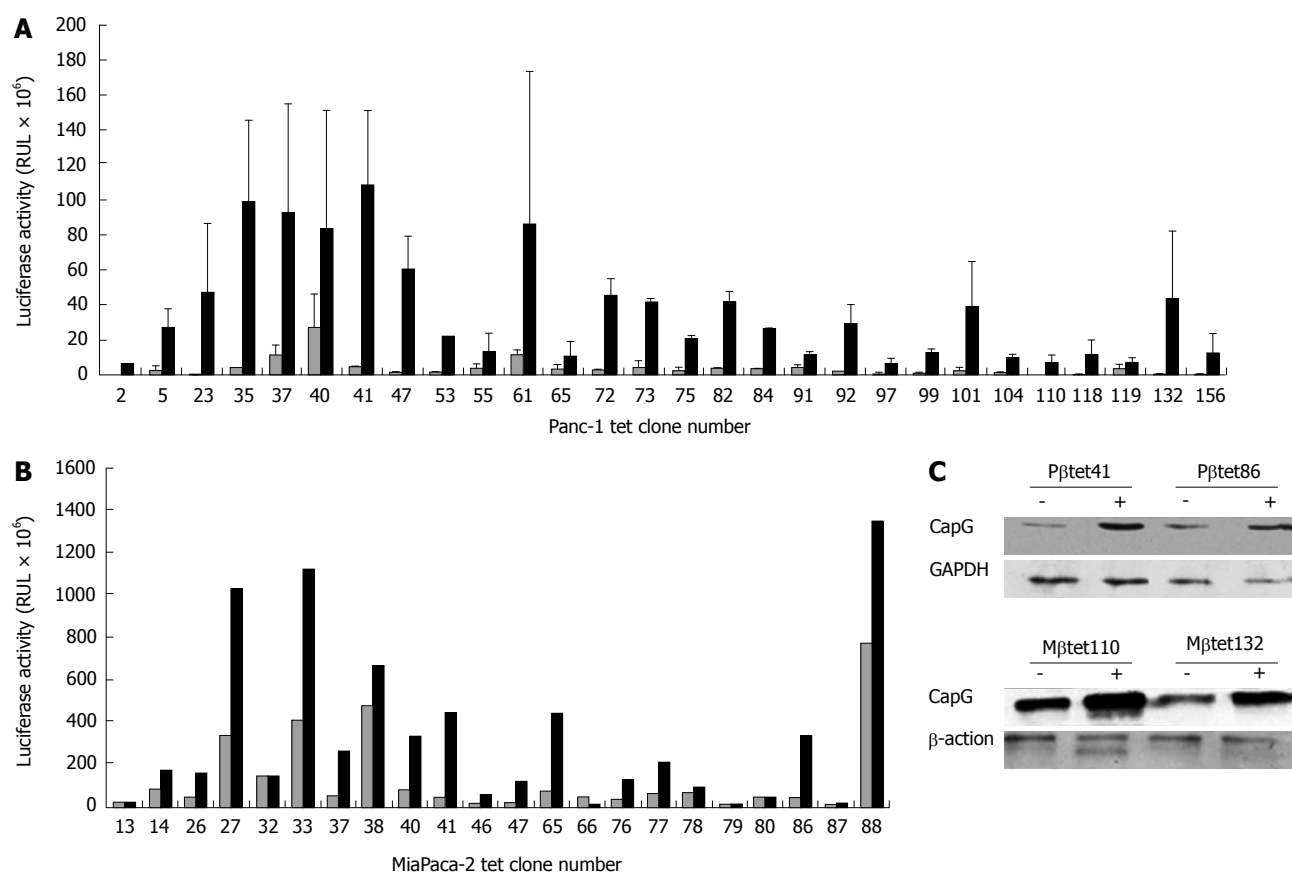 A
Luciferase activity (RUL × 10⁶)
200
180
160
140
120
100
80
60
40
20
0
2 5 23 35 37 40 41 47 53 55 61 65 72 73 75 82 84 91 92 97 99 101 104 110 118 119 132 156
Panc-1 tet clone number
B
Luciferase activity (RUL × 10⁶)
1600
1400
1200
1000
800
600
400
200
0
13 14 26 27 32 33 37 38 40 41 46 47 65 66 76 77 78 79 80 86 87 88
MiaPaca-2 tet clone number
C
Pβtet41 Pβtet86
- + - +
CapG
GAPDH
Mβtet110 Mβtet132
- + - +
CapG
β-action